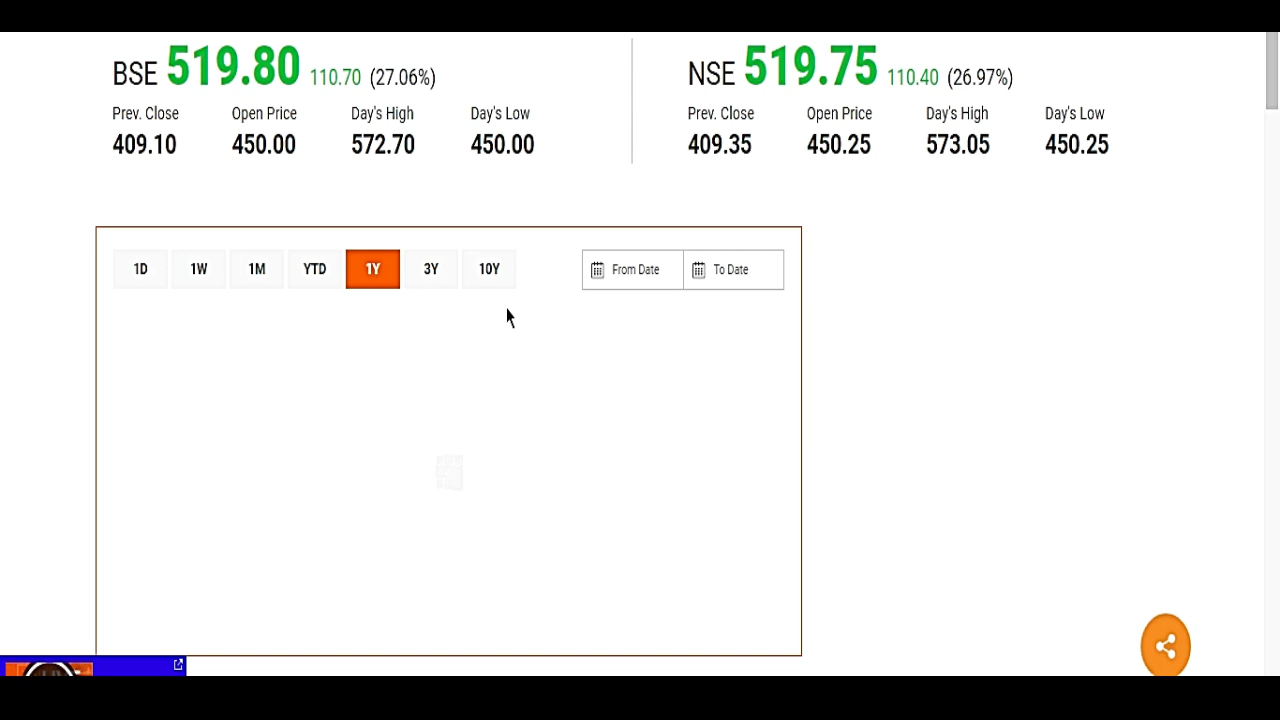 BSE 519.80 110.70 (27.06%)
Prev. Close Open Price Day's High Day's Low
409.10 450.00 572.70 450.00
NSE 519.75 110.40 (26.97%)
Prev. Close Open Price Day's High Day's Low
409.35 450.25 573.05 450.25
1D 1W 1M YTD 1Y 3Y 10Y
From Date To Date